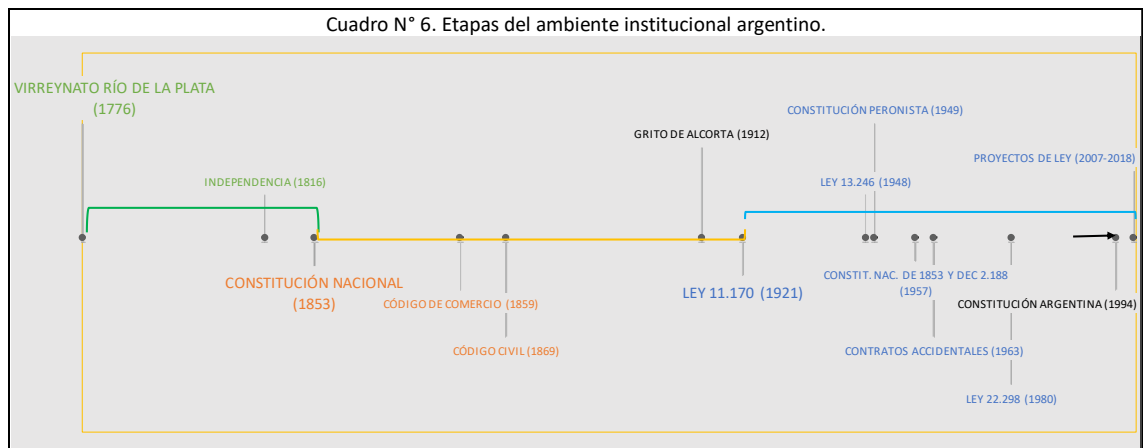 Cuadro N° 6. Etapas del ambiente institucional argentino.
VIRREYNATO RÍO DE LA PLATA
(1776)
INDEPENDENCIA (1816)
CONSTITUCIÓN NACIONAL
(1853)
CÓDIGO DE COMERCIO (1859)
CÓDIGO CIVIL (1869)
GRITO DE ALCORTA (1912)
LEY 11.170 (1921)
CONSTITUCIÓN PERONISTA (1949)
LEY 13.246 (1948)
PROYECTOS DE LEY (2007-2018)
CONSTIT. NAC. DE 1853 Y DEC 2.188
(1957)
CONSTITUCIÓN ARGENTINA (1994)
CONTRATOS ACCIDENTALES (1963)
LEY 22.298 (1980)